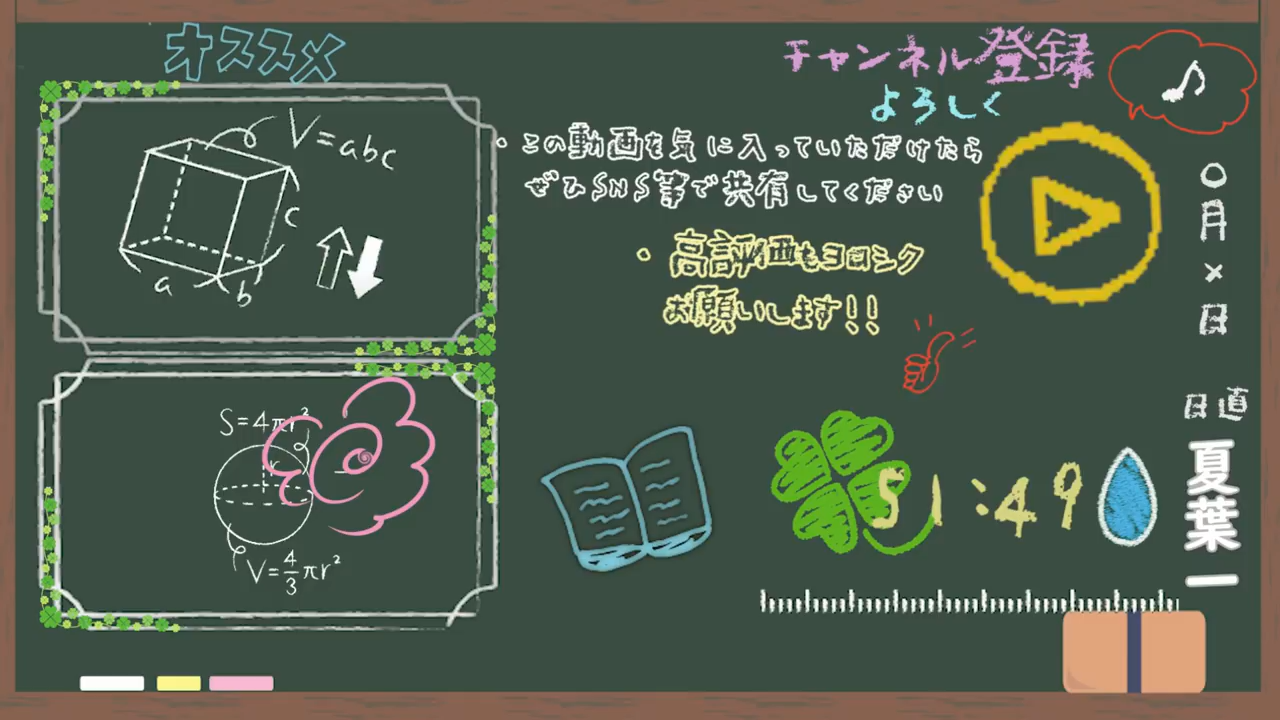 オススメ
V=abc
c
a
b
S=4πr²
r
V=4/3πr²
チャンネル登録
よろしく
・この動画を気に入っていただけたら
ぜひSNS等で共有してください
・高評価もヨロシク
お願いします!!
51:49
〇月×日
日直
夏葉一